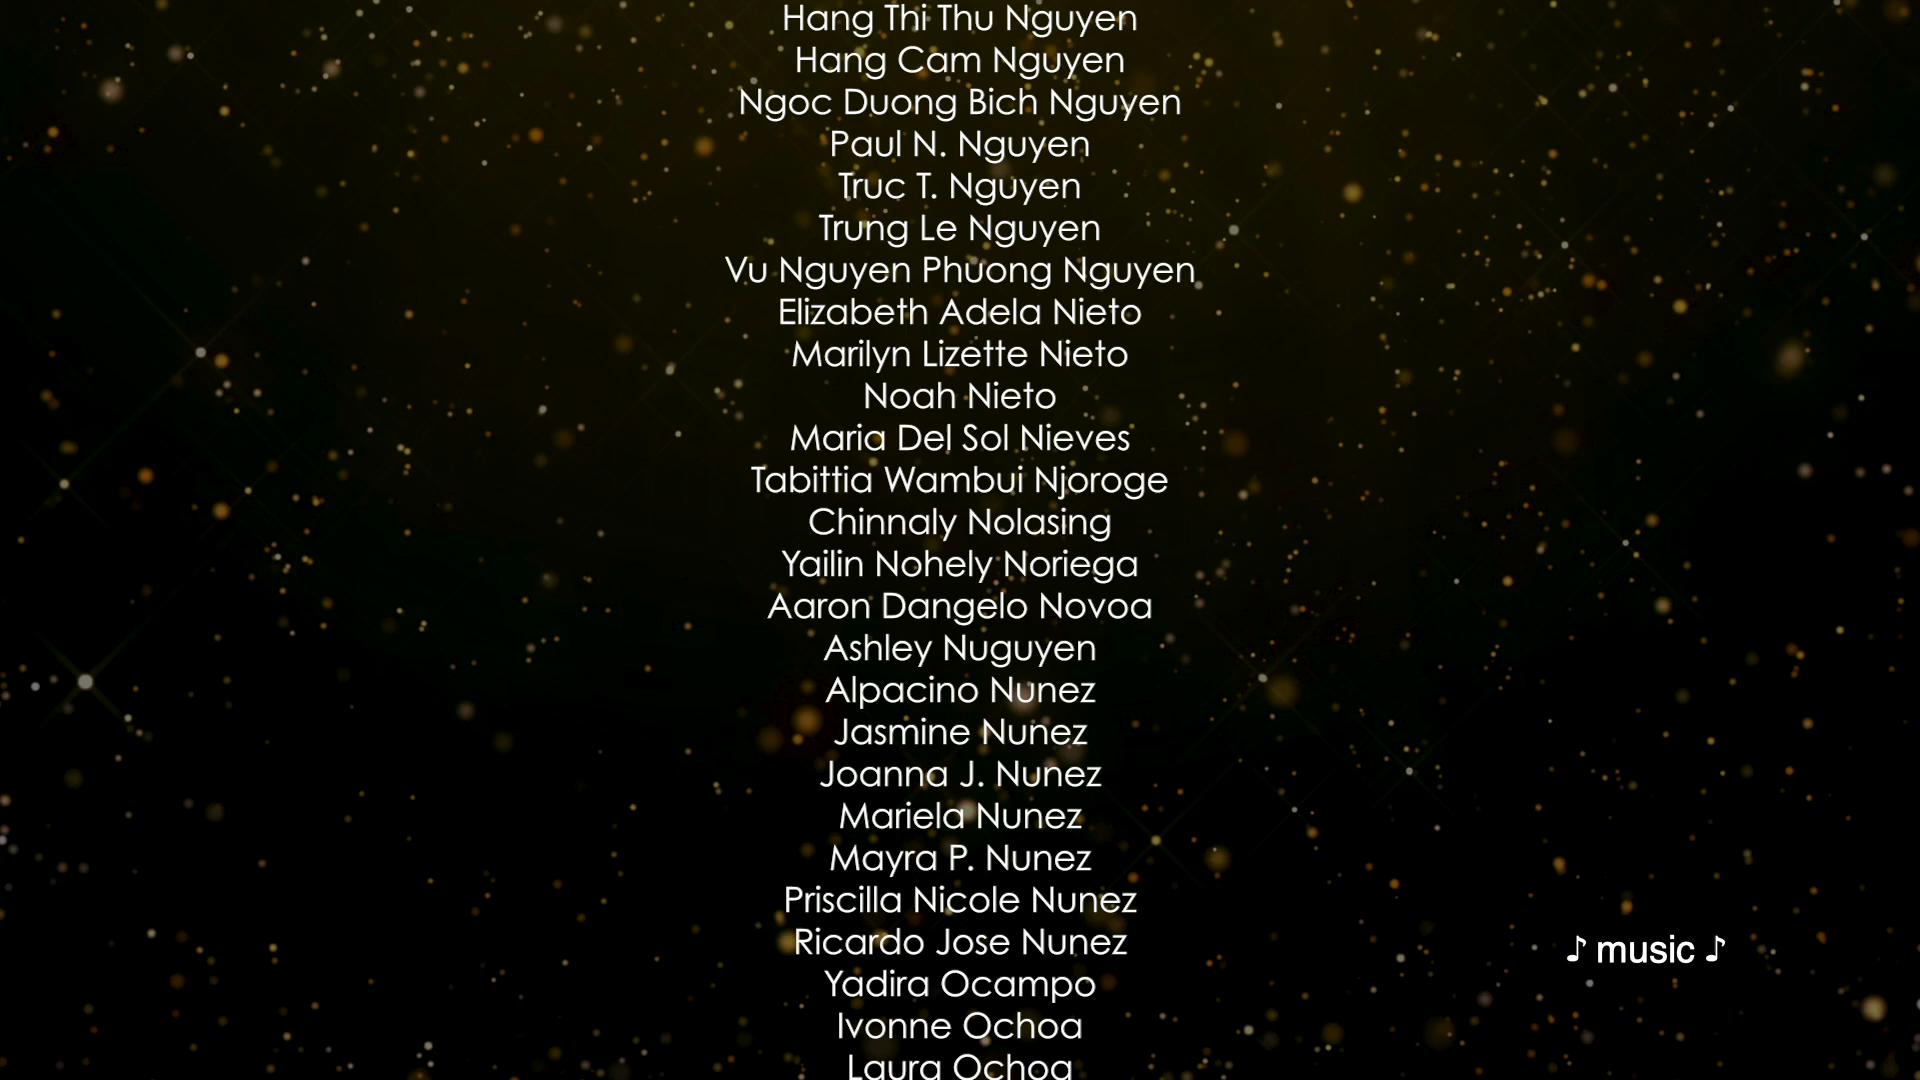 Hang Thi Thu Nguyen
Hang Cam Nguyen
Ngoc Duong Bich Nguyen
Paul N. Nguyen
Truc T. Nguyen
Trung Le Nguyen
Vu Nguyen Phuong Nguyen
Elizabeth Adela Nieto
Marilyn Lizette Nieto
Noah Nieto
Maria Del Sol Nieves
Tabittia Wambui Njoroge
Chinnaly Nolasing
Yailin Nohely Noriega
Aaron Dangelo Novoa
Ashley Nuguyen
Alpacino Nunez
Jasmine Nunez
Joanna J. Nunez
Mariela Nunez
Mayra P. Nunez
Priscilla Nicole Nunez
Ricardo Jose Nunez
♪ music ♪
Yadira Ocampo
Ivonne Ochoa
Laura Ochoa